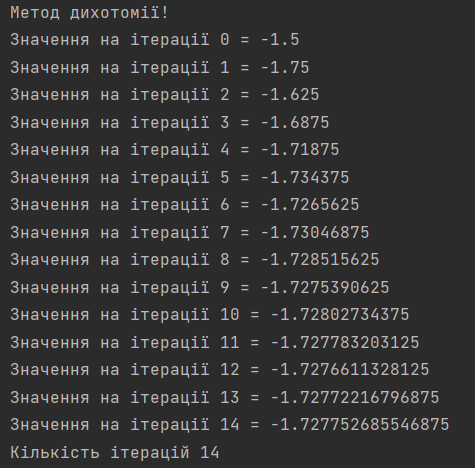 Метод дихотомії!
Значення на ітерації 0 = -1.5
Значення на ітерації 1 = -1.75
Значення на ітерації 2 = -1.625
Значення на ітерації 3 = -1.6875
Значення на ітерації 4 = -1.71875
Значення на ітерації 5 = -1.734375
Значення на ітерації 6 = -1.7265625
Значення на ітерації 7 = -1.73046875
Значення на ітерації 8 = -1.728515625
Значення на ітерації 9 = -1.7275390625
Значення на ітерації 10 = -1.72802734375
Значення на ітерації 11 = -1.727783203125
Значення на ітерації 12 = -1.7276611328125
Значення на ітерації 13 = -1.72772216796875
Значення на ітерації 14 = -1.727752685546875
Кількість ітерацій 14